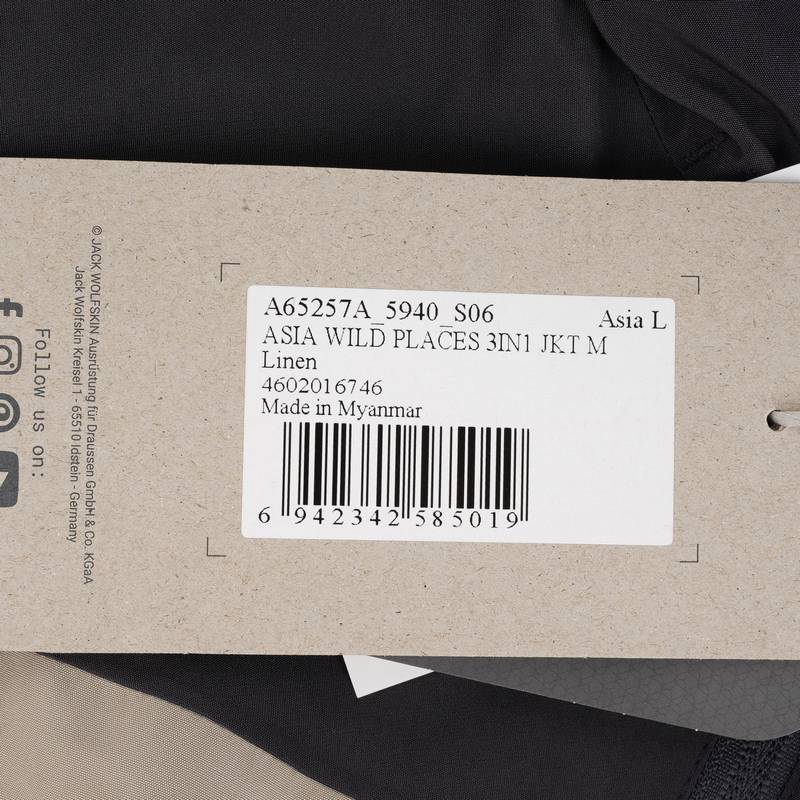 A65257A_5940_S06 Asia L
ASIA WILD PLACES 3IN1 JKT M
Linen
4602016746
Made in Myanmar
6 942342 585019
© JACK WOLFSKIN Ausrüstung für Draussen GmbH & Co. KGaA
Jack Wolfskin Kreisel 1 - 65510 Idstein - Germany
Follow us on: